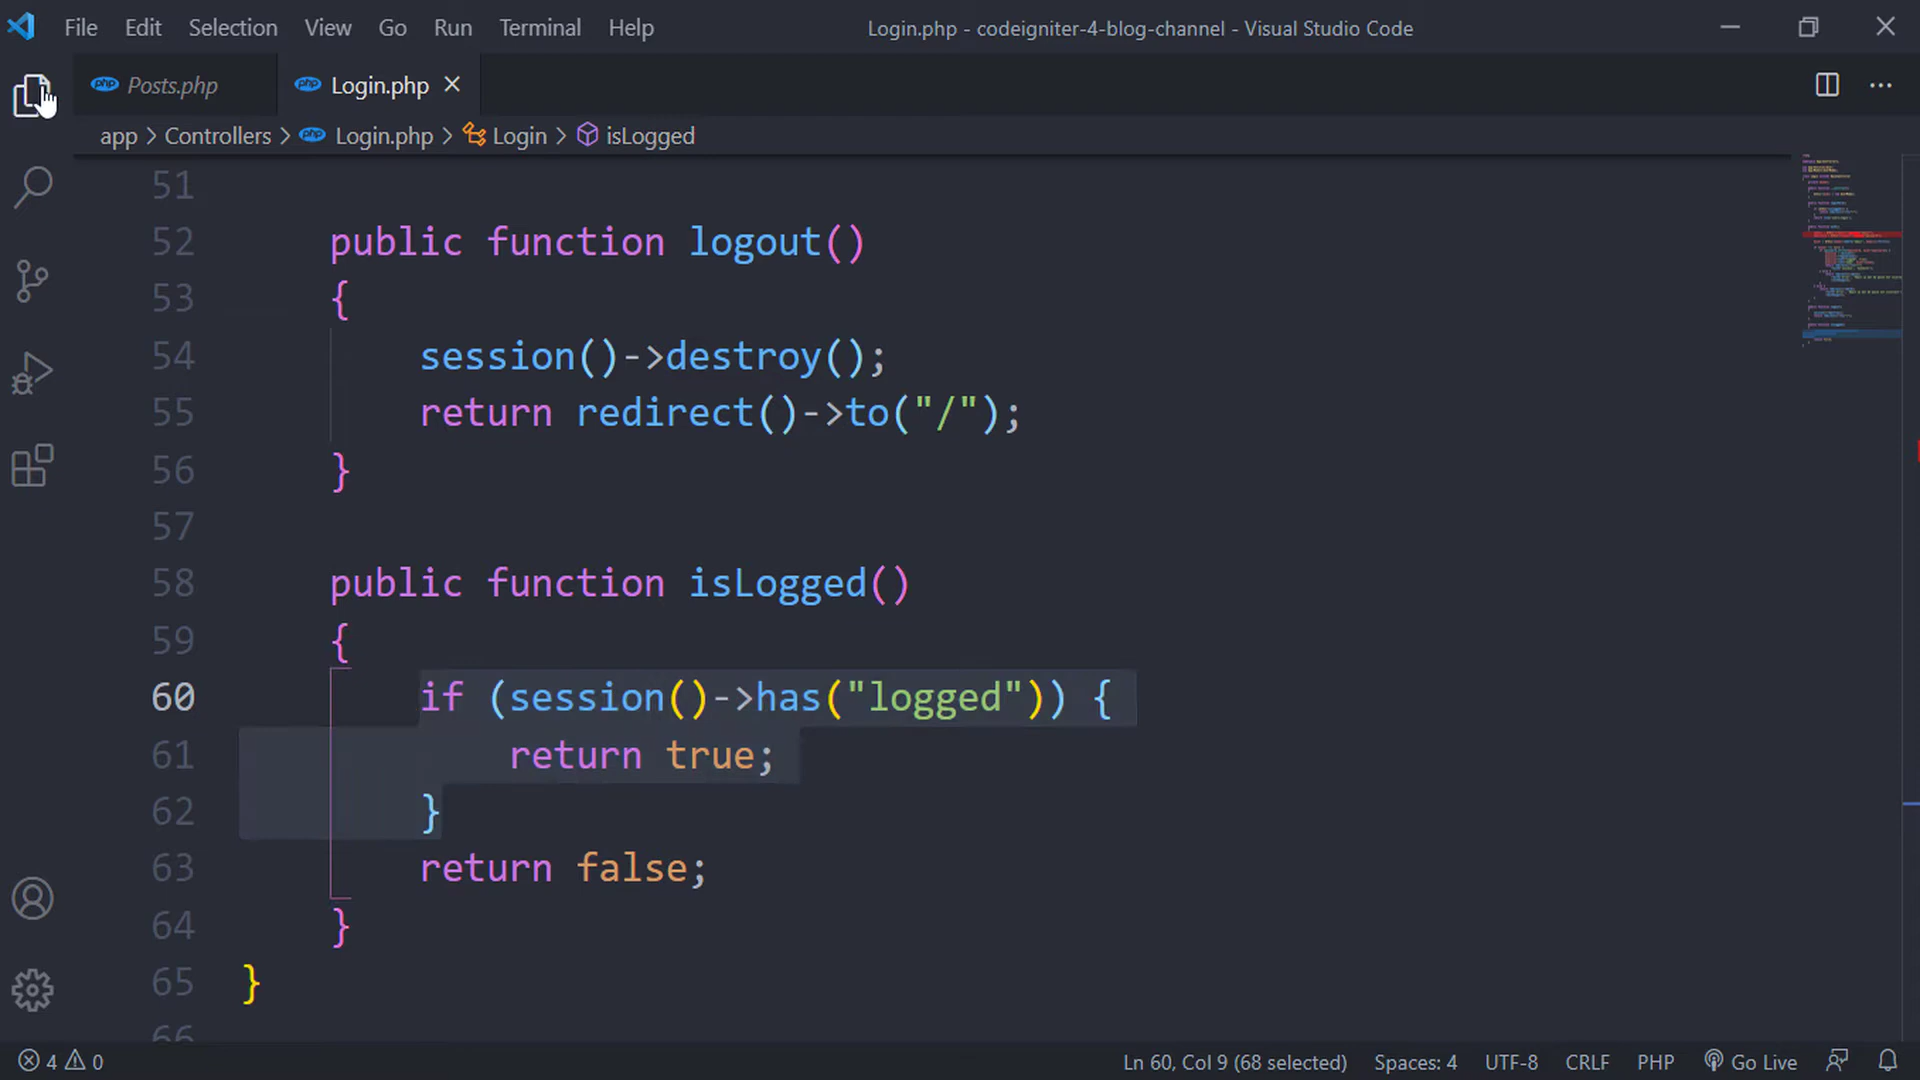 File Edit Selection View Go Run Terminal Help Login.php - codeigniter-4-blog-channel - Visual Studio Code
php Posts.php php Login.php
app > Controllers > php Login.php > Login > isLogged
51
52 public function logout()
53 {
54 session()->destroy();
55 return redirect()->to("/");
56 }
57
58 public function isLogged()
59 {
60 if (session()->has("logged")) {
61 return true;
62 }
63 return false;
64 }
65 }
66
4 0 Ln 60, Col 9 (68 selected) Spaces: 4 UTF-8 CRLF PHP Go Live